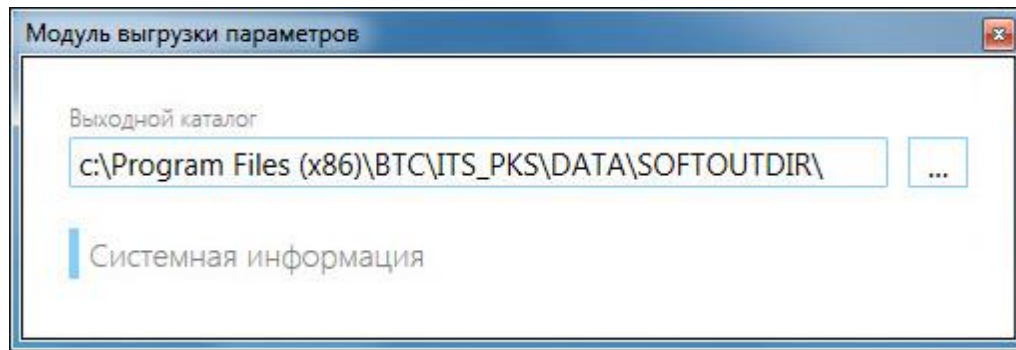 Модуль выгрузки параметров
Выходной каталог
c:\Program Files (x86)\BTC\ITS_PKS\DATA\SOFTOUTDIR\ ...
Системная информация